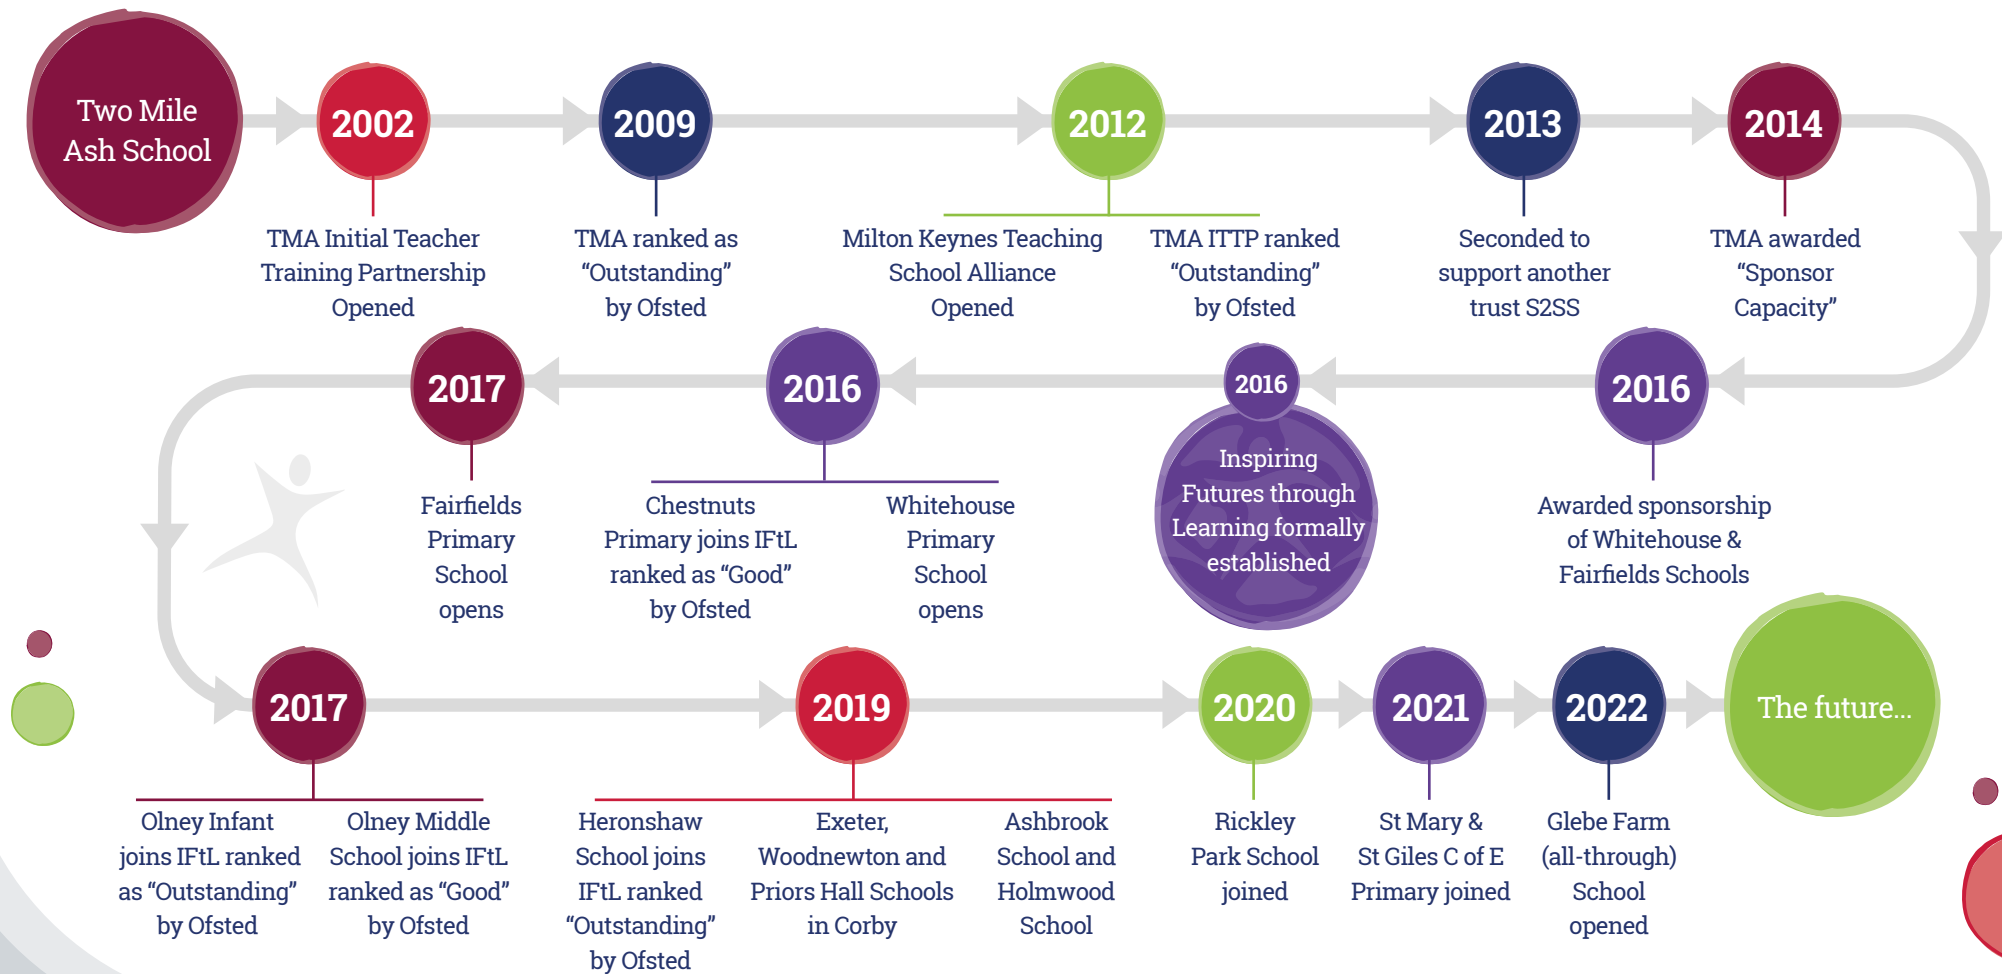 Two Mile
Ash School
2002
TMA Initial Teacher
Training Partnership
Opened
2009
TMA ranked as
“Outstanding”
by Ofsted
2012
Milton Keynes Teaching
School Alliance
Opened
TMA ITTP ranked
“Outstanding”
by Ofsted
2013
Seconded to
support another
trust S2SS
2014
TMA awarded
“Sponsor
Capacity”
2016
Awarded sponsorship
of Whitehouse &
Fairfields Schools
2016
Inspiring
Futures through
Learning formally
established
2016
Chestnuts
Primary joins IFtL
ranked as “Good”
by Ofsted
Whitehouse
Primary
School
opens
2017
Fairfields
Primary
School
opens
2017
Olney Infant
joins IFtL ranked
as “Outstanding”
by Ofsted
Olney Middle
School joins IFtL
ranked as “Good”
by Ofsted
2019
Heronshaw
School joins
IFtL ranked
“Outstanding”
by Ofsted
Exeter,
Woodnewton and
Priors Hall Schools
in Corby
Ashbrook
School and
Holmwood
School
2020
Rickley
Park School
joined
2021
St Mary &
St Giles C of E
Primary joined
2022
Glebe Farm
(all-through)
School
opened
The future...